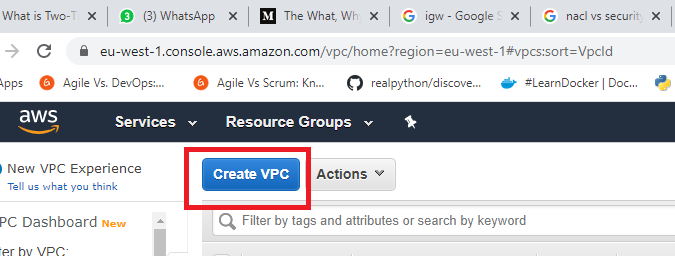 What is Two-T
(3) WhatsApp
M The What, Why
G igw - Google S
G nacl vs security
eu-west-1.console.aws.amazon.com/vpc/home?region=eu-west-1#vpcs:sort=VpcId
Apps
Agile Vs. DevOps:...
Agile Vs Scrum: Kn...
realpython/discove...
#LearnDocker | Doc...
aws
Services
Resource Groups
New VPC Experience
Tell us what you think
Create VPC
Actions
PC Dashboard New
Filter by tags and attributes or search by keyword
ter by VPC: